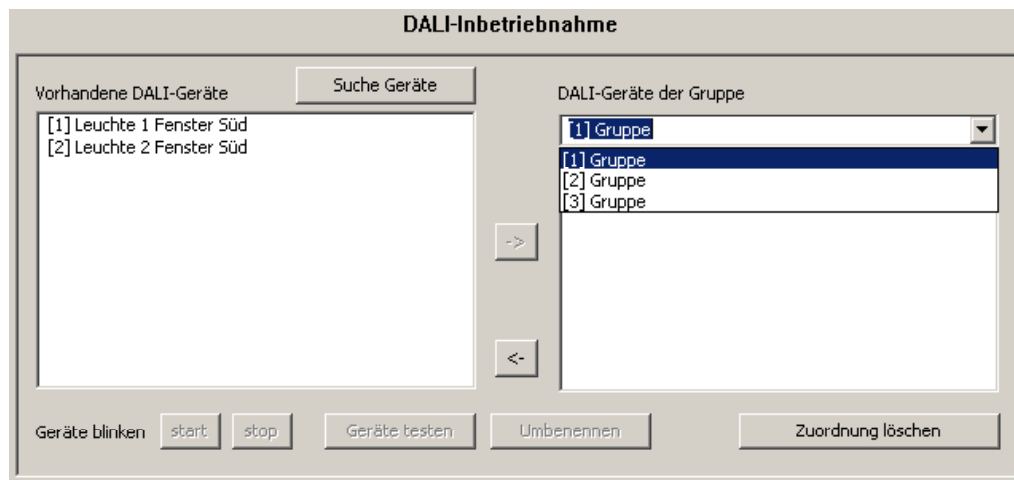 DALI-Inbetriebnahme
Vorhandene DALI-Geräte
Suche Geräte
[1] Leuchte 1 Fenster Süd
[2] Leuchte 2 Fenster Süd
->
<-
DALI-Geräte der Gruppe
[1] Gruppe
[1] Gruppe
[2] Gruppe
[3] Gruppe
Geräte blinken
start
stop
Geräte testen
Umbenennen
Zuordnung löschen